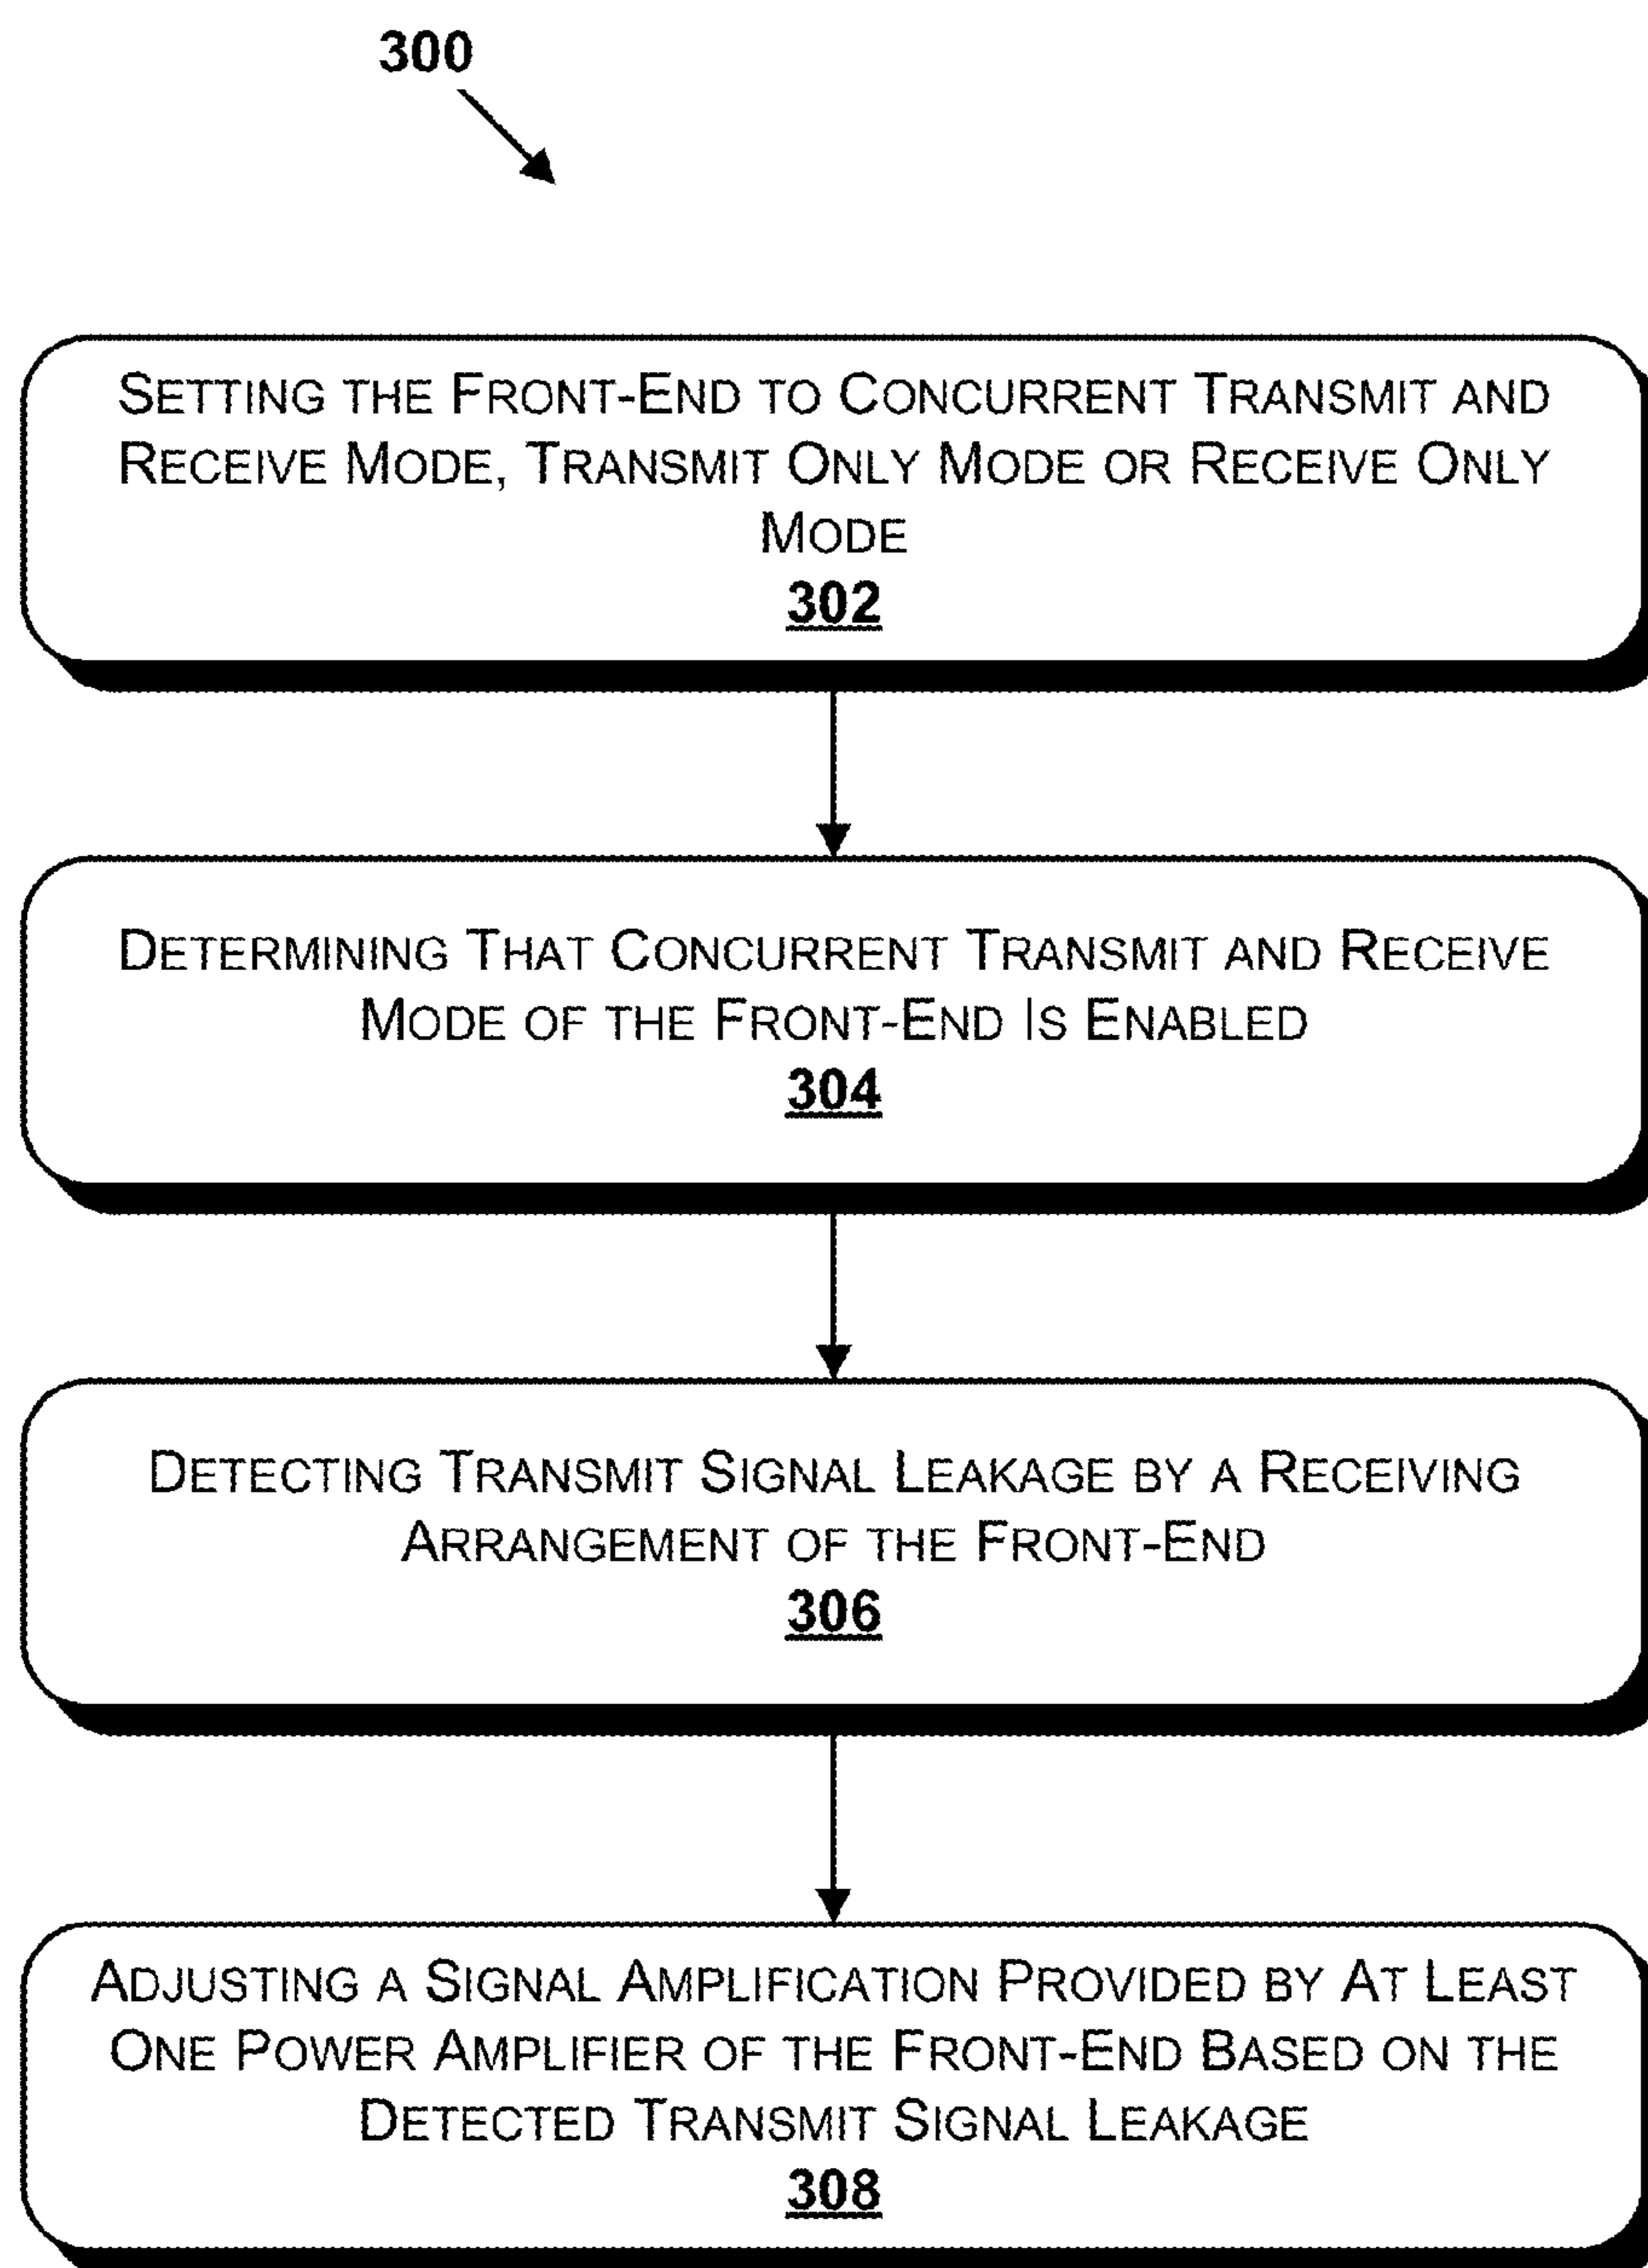 300
SETTING THE FRONT-END TO CONCURRENT TRANSMIT AND
RECEIVE MODE, TRANSMIT ONLY MODE OR RECEIVE ONLY
MODE
302
DETERMINING THAT CONCURRENT TRANSMIT AND RECEIVE
MODE OF THE FRONT-END IS ENABLED
304
DETECTING TRANSMIT SIGNAL LEAKAGE BY A RECEIVING
ARRANGEMENT OF THE FRONT-END
306
ADJUSTING A SIGNAL AMPLIFICATION PROVIDED BY AT LEAST
ONE POWER AMPLIFIER OF THE FRONT-END BASED ON THE
DETECTED TRANSMIT SIGNAL LEAKAGE
308